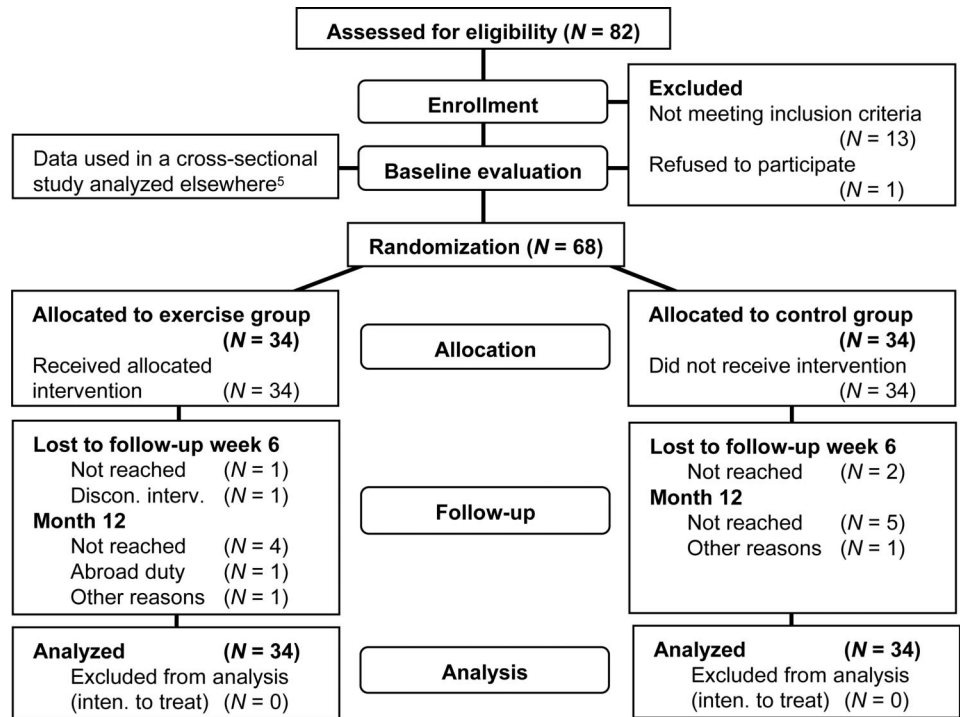 Assessed for eligibility (N = 82)
Enrollment
Excluded
Not meeting inclusion criteria
(N = 13)
Refused to participate
(N = 1)
Data used in a cross-sectional
study analyzed elsewhere⁵
Baseline evaluation
Randomization (N = 68)
Allocated to exercise group
(N = 34)
Received allocated
intervention (N = 34)
Allocation
Allocated to control group
(N = 34)
Did not receive intervention
(N = 34)
Lost to follow-up week 6
Not reached (N = 1)
Discon. interv. (N = 1)
Month 12
Not reached (N = 4)
Abroad duty (N = 1)
Other reasons (N = 1)
Follow-up
Lost to follow-up week 6
Not reached (N = 2)
Month 12
Not reached (N = 5)
Other reasons (N = 1)
Analyzed (N = 34)
Excluded from analysis
(inten. to treat) (N = 0)
Analysis
Analyzed (N = 34)
Excluded from analysis
(inten. to treat) (N = 0)